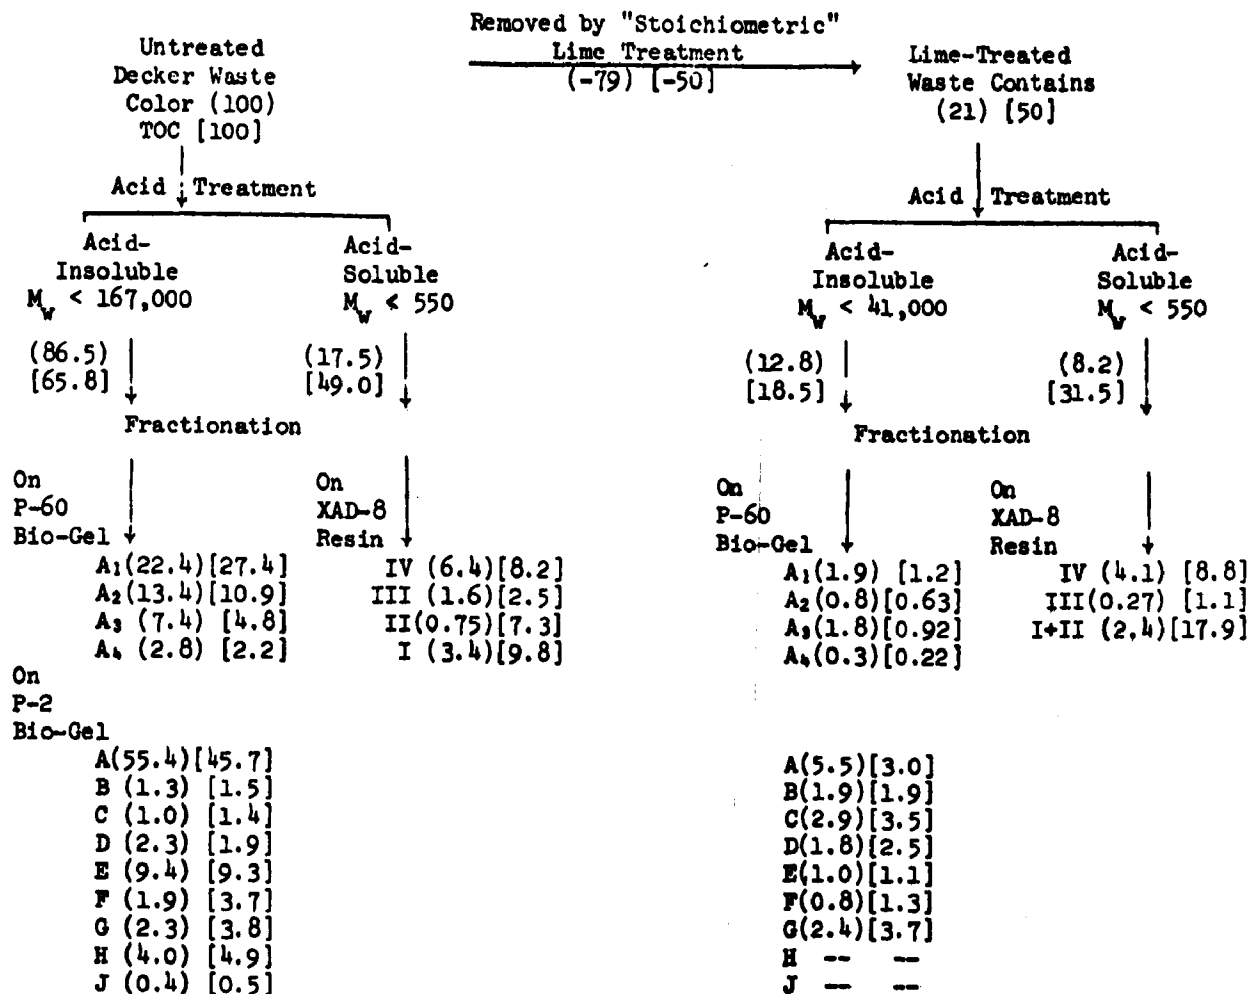 Removed by "Stoichiometric"
Lime Treatment
(-79) [-50]
Untreated
Decker Waste
Color (100)
TOC [100]
Lime-Treated
Waste Contains
(21) [50]
Acid Treatment
Acid Treatment
Acid-
Insoluble
Mw < 167,000
Acid-
Soluble
Mw < 550
Acid-
Insoluble
Mw < 41,000
Acid-
Soluble
Mw < 550
(86.5)
[65.8]
(17.5)
[49.0]
(12.8)
[18.5]
(8.2)
[31.5]
Fractionation
Fractionation
On
P-60
Bio-Gel
On
XAD-8
Resin
On
P-60
Bio-Gel
On
XAD-8
Resin
A1(22.4)[27.4]
A2(13.4)[10.9]
A3 (7.4) [4.8]
A4 (2.8) [2.2]
IV (6.4)[8.2]
III (1.6)[2.5]
II(0.75)[7.3]
I (3.4)[9.8]
A1(1.9) [1.2]
A2(0.8)[0.63]
A3(1.8)[0.92]
A4(0.3)[0.22]
IV (4.1) [8.8]
III(0.27) [1.1]
I+II (2,4)[17.9]
On
P-2
Bio-Gel
A(55.4)[45.7]
B (1.3) [1.5]
C (1.0) [1.4]
D (2.3) [1.9]
E (9.4) [9.3]
F (1.9) [3.7]
G (2.3) [3.8]
H (4.0) [4.9]
J (0.4) [0.5]
A(5.5)[3.0]
B(1.9)[1.9]
C(2.9)[3.5]
D(1.8)[2.5]
E(1.0)[1.1]
F(0.8)[1.3]
G(2.4)[3.7]
H -- --
J -- --